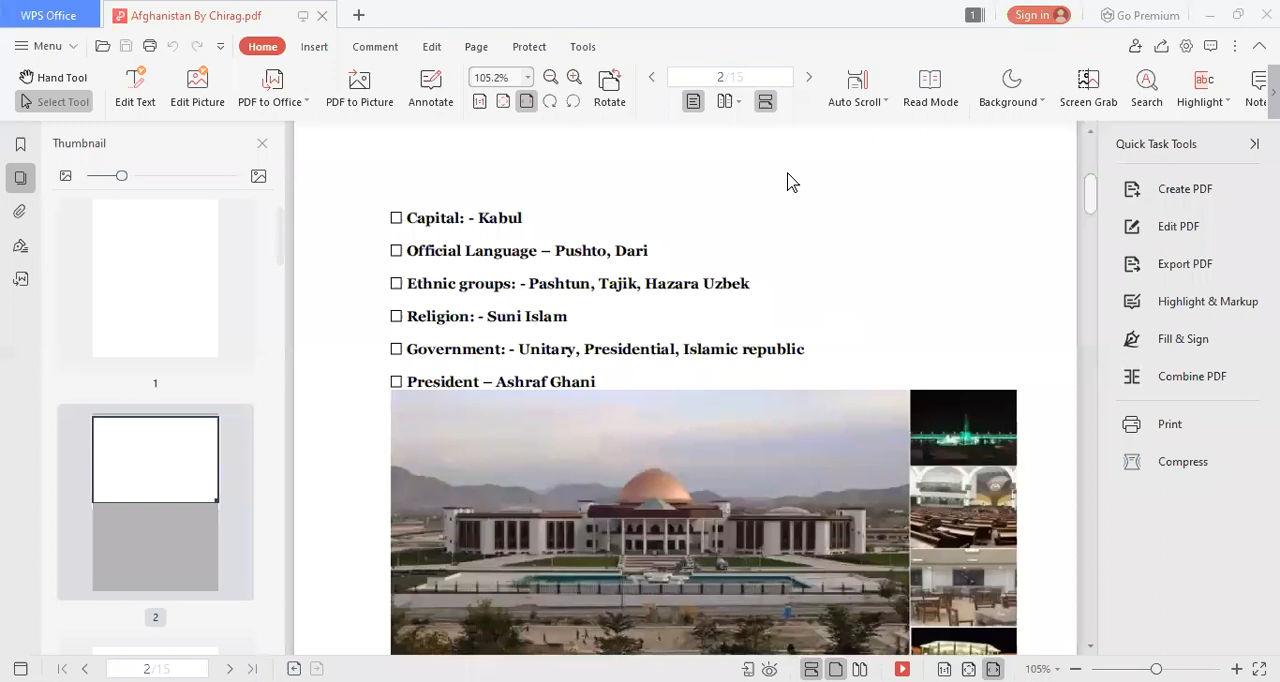 WPS Office
Afghanistan By Chirag.pdf
1
Sign in
Go Premium
Menu
Home
Insert
Comment
Edit
Page
Protect
Tools
Hand Tool
Select Tool
Edit Text
Edit Picture
PDF to Office
PDF to Picture
Annotate
105.2%
Rotate
2/15
Auto Scroll
Read Mode
Background
Screen Grab
Search
Highlight
Thumbnail
1
2
Capital: - Kabul
Official Language – Pushto, Dari
Ethnic groups: - Pashtun, Tajik, Hazara Uzbek
Religion: - Suni Islam
Government: - Unitary, Presidential, Islamic republic
President – Ashraf Ghani
Quick Task Tools
Create PDF
Edit PDF
Export PDF
Highlight & Markup
Fill & Sign
Combine PDF
Print
Compress
2/15
105%